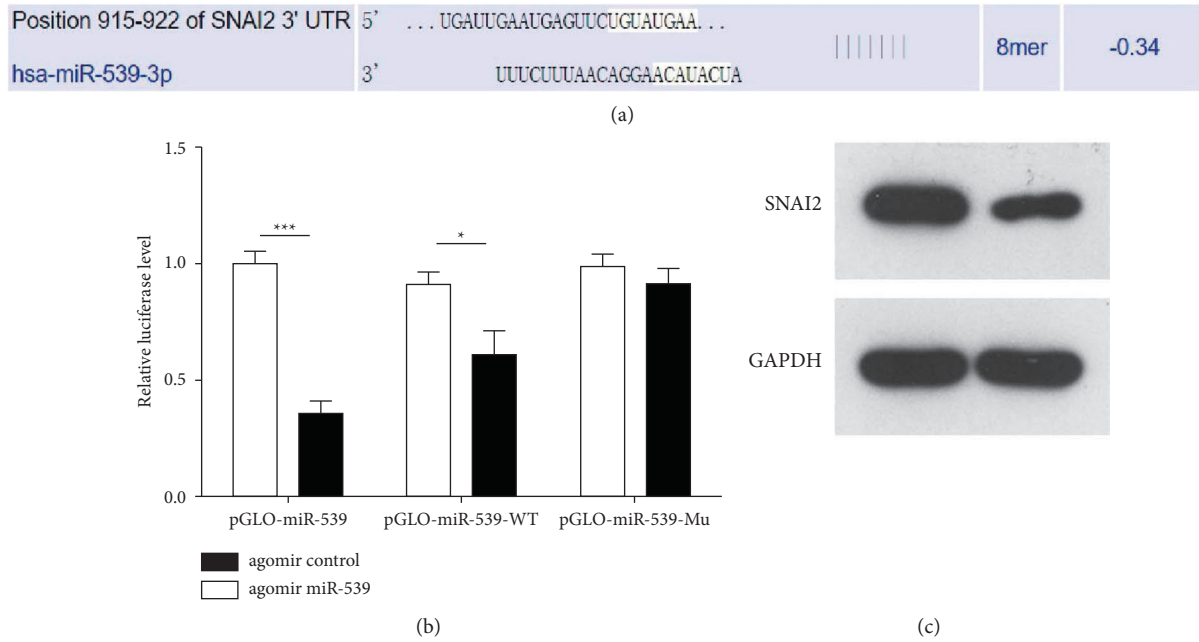 Position 915-922 of SNAI2 3' UTR 5' ...UGAUUGAAUGAGUUCUGUAUGAA... 8mer -0.34
hsa-miR-539-3p 3' UUUCUUUAACAGGAACAUACUA
(a)
1.5
1.0
0.5
0.0
Relative luciferase level
***
*
pGLO-miR-539 pGLO-miR-539-WT pGLO-miR-539-Mu
agomir control
agomir miR-539
(b)
SNAI2
GAPDH
(c)